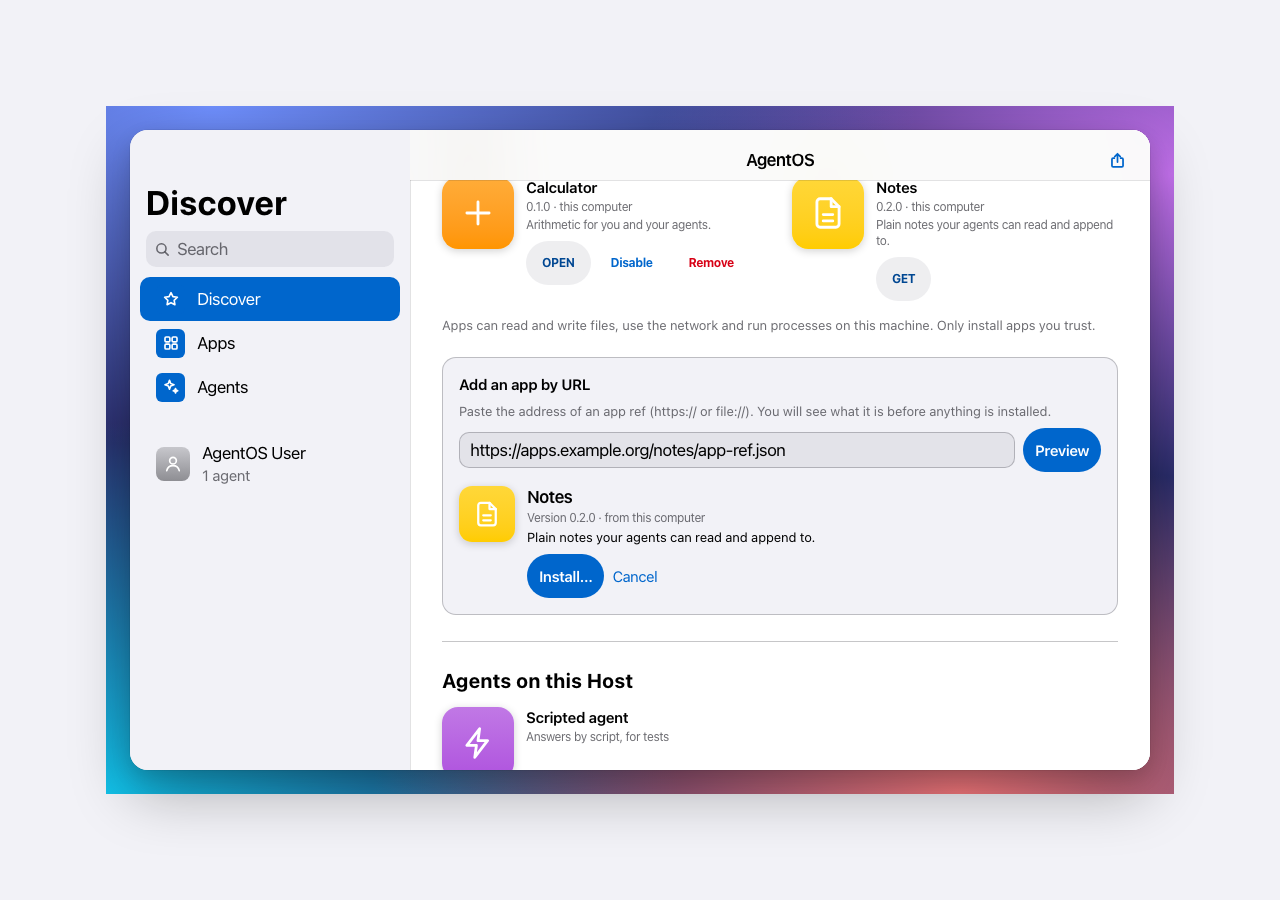 AgentOS
Discover
Search
Discover
Apps
Agents
AgentOS User
1 agent
Calculator
0.1.0 · this computer
Arithmetic for you and your agents.
OPEN
Disable
Remove
Notes
0.2.0 · this computer
Plain notes your agents can read and append
to.
GET
Apps can read and write files, use the network and run processes on this machine. Only install apps you trust.
Add an app by URL
Paste the address of an app ref (https:// or file://). You will see what it is before anything is installed.
https://apps.example.org/notes/app-ref.json
Preview
Notes
Version 0.2.0 · from this computer
Plain notes your agents can read and append to.
Install...
Cancel
Agents on this Host
Scripted agent
Answers by script, for tests